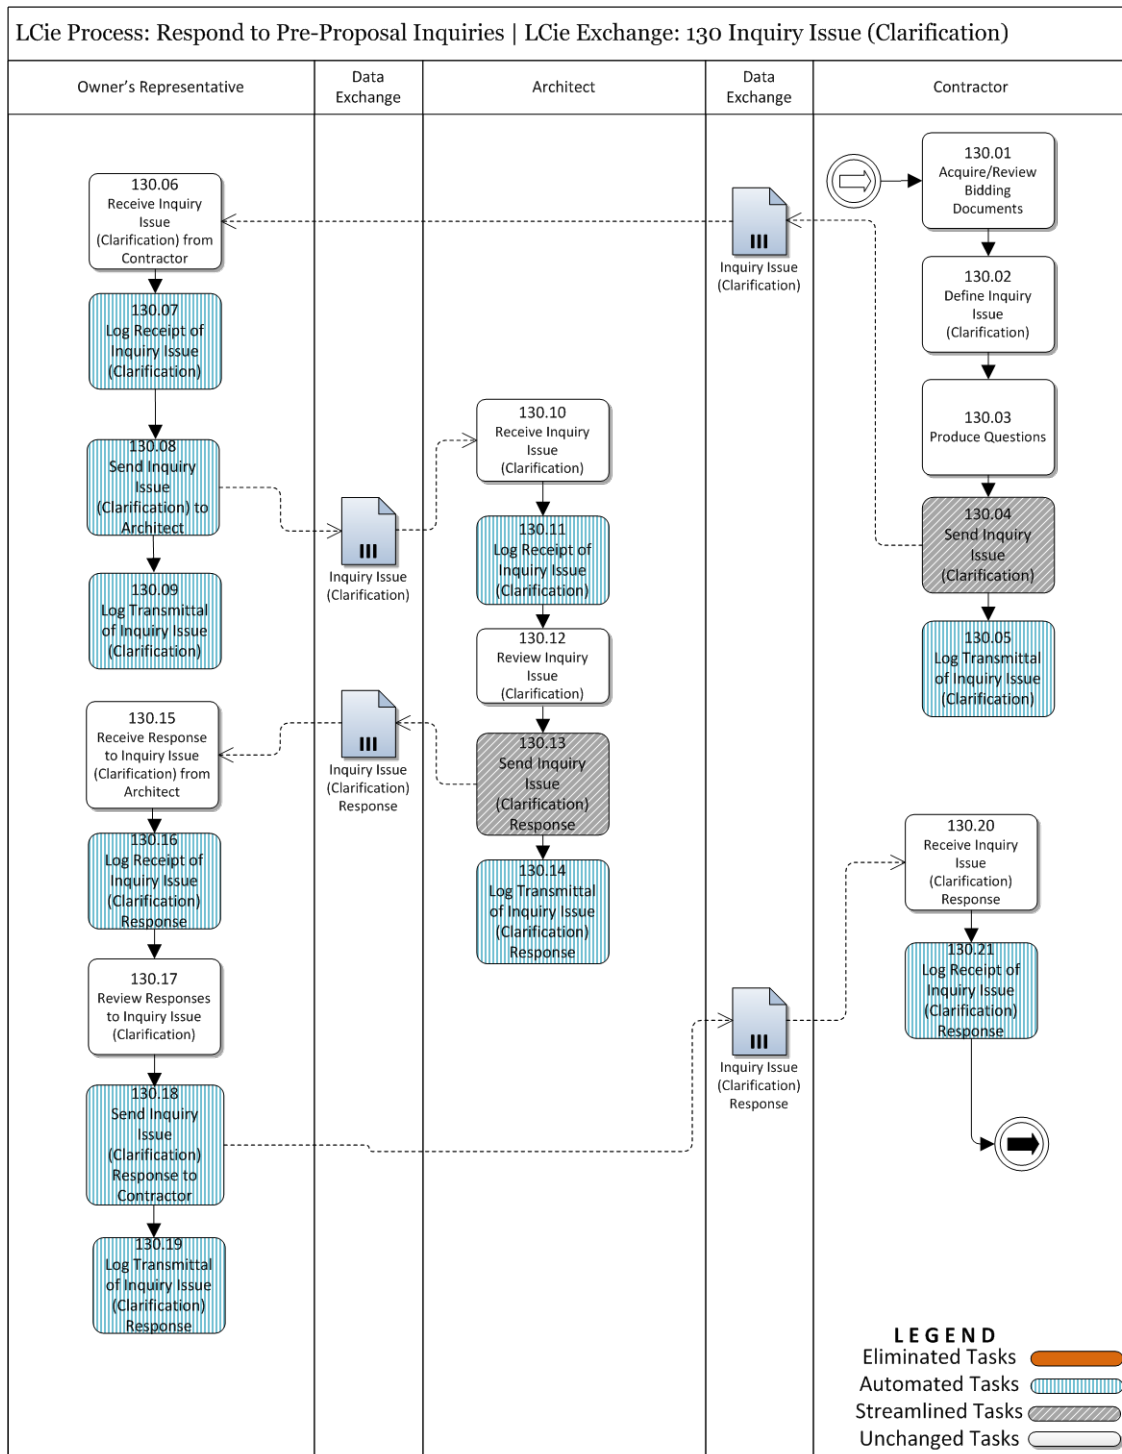 LCie Process: Respond to Pre-Proposal Inquiries | LCie Exchange: 130 Inquiry Issue (Clarification)
Owner's Representative
Data
Exchange
Architect
Data
Exchange
Contractor
130.01
Acquire/Review
Bidding
Documents
130.02
Define Inquiry
Issue
(Clarification)
130.03
Produce Questions
130.04
Send Inquiry
Issue
(Clarification)
130.05
Log Transmittal
of Inquiry Issue
(Clarification)
Inquiry Issue
(Clarification)
130.06
Receive Inquiry
Issue
(Clarification) from
Contractor
130.07
Log Receipt of
Inquiry Issue
(Clarification)
130.08
Send Inquiry
Issue
(Clarification) to
Architect
130.09
Log Transmittal
of Inquiry Issue
(Clarification)
Inquiry Issue
(Clarification)
130.10
Receive Inquiry
Issue
(Clarification)
130.11
Log Receipt of
Inquiry Issue
(Clarification)
130.12
Review Inquiry
Issue
(Clarification)
130.13
Send Inquiry
Issue
(Clarification)
Response
130.14
Log Transmittal
of Inquiry Issue
(Clarification)
Response
Inquiry Issue
(Clarification)
Response
130.15
Receive Response
to Inquiry Issue
(Clarification) from
Architect
130.16
Log Receipt of
Inquiry Issue
(Clarification)
Response
130.17
Review Responses
to Inquiry Issue
(Clarification)
130.18
Send Inquiry
Issue
(Clarification)
Response to
Contractor
130.19
Log Transmittal
of Inquiry Issue
(Clarification)
Response
Inquiry Issue
(Clarification)
Response
130.20
Receive Inquiry
Issue
(Clarification)
Response
130.21
Log Receipt of
Inquiry Issue
(Clarification)
Response
LEGEND
Eliminated Tasks
Automated Tasks
Streamlined Tasks
Unchanged Tasks